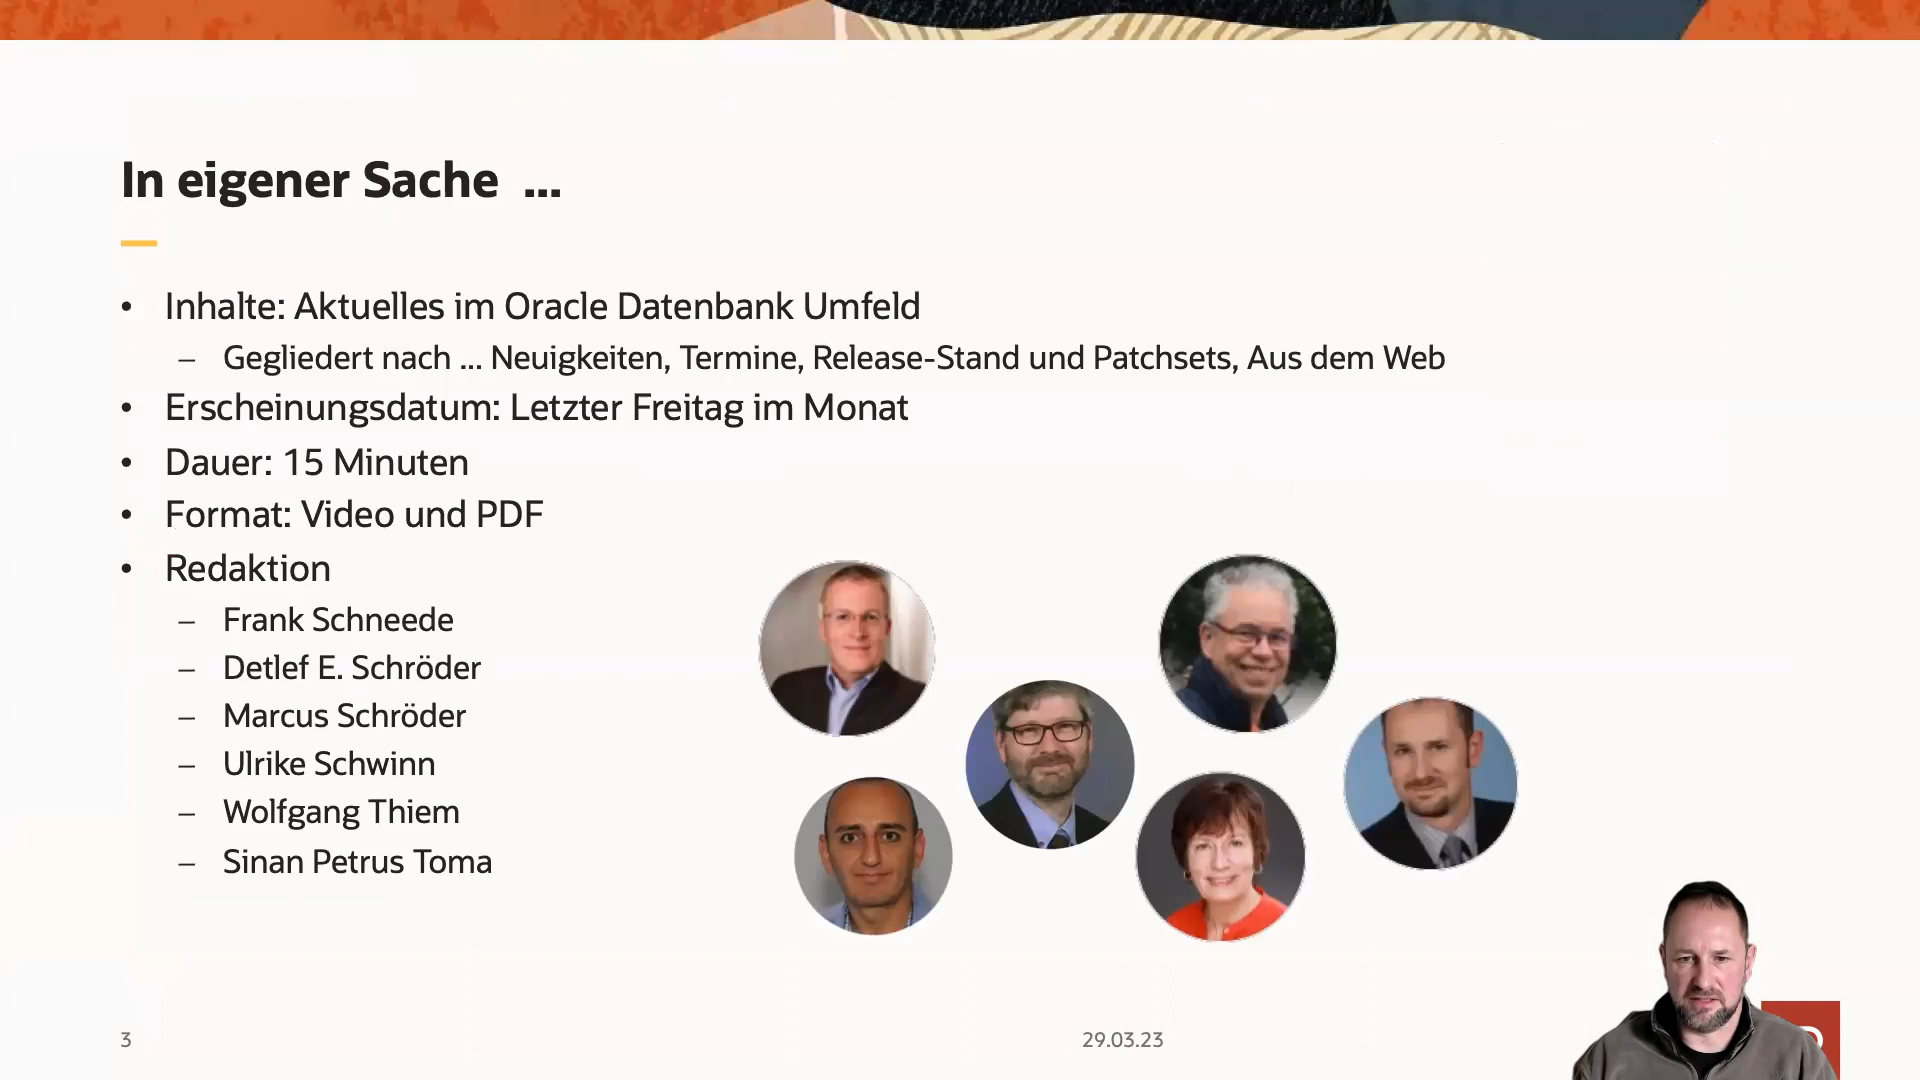 In eigener Sache ...
• Inhalte: Aktuelles im Oracle Datenbank Umfeld
– Gegliedert nach ... Neuigkeiten, Termine, Release-Stand und Patchsets, Aus dem Web
• Erscheinungsdatum: Letzter Freitag im Monat
• Dauer: 15 Minuten
• Format: Video und PDF
• Redaktion
– Frank Schneede
– Detlef E. Schröder
– Marcus Schröder
– Ulrike Schwinn
– Wolfgang Thiem
– Sinan Petrus Toma
3
29.03.23